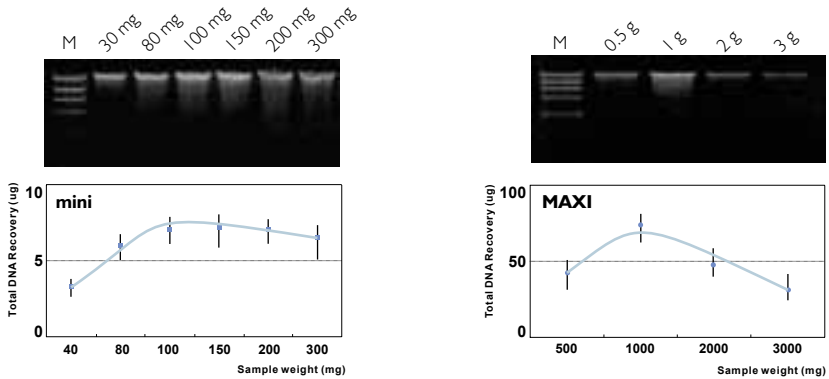 M 30 mg 80 mg 100 mg 150 mg 200 mg 300 mg
10
mini
5
0
Total DNA Recovery (ug)
40 80 100 150 200 300
Sample weight (mg)
M 0.5 g 1 g 2 g 3 g
100
MAXI
50
0
Total DNA Recovery (ug)
500 1000 2000 3000
Sample weight (mg)